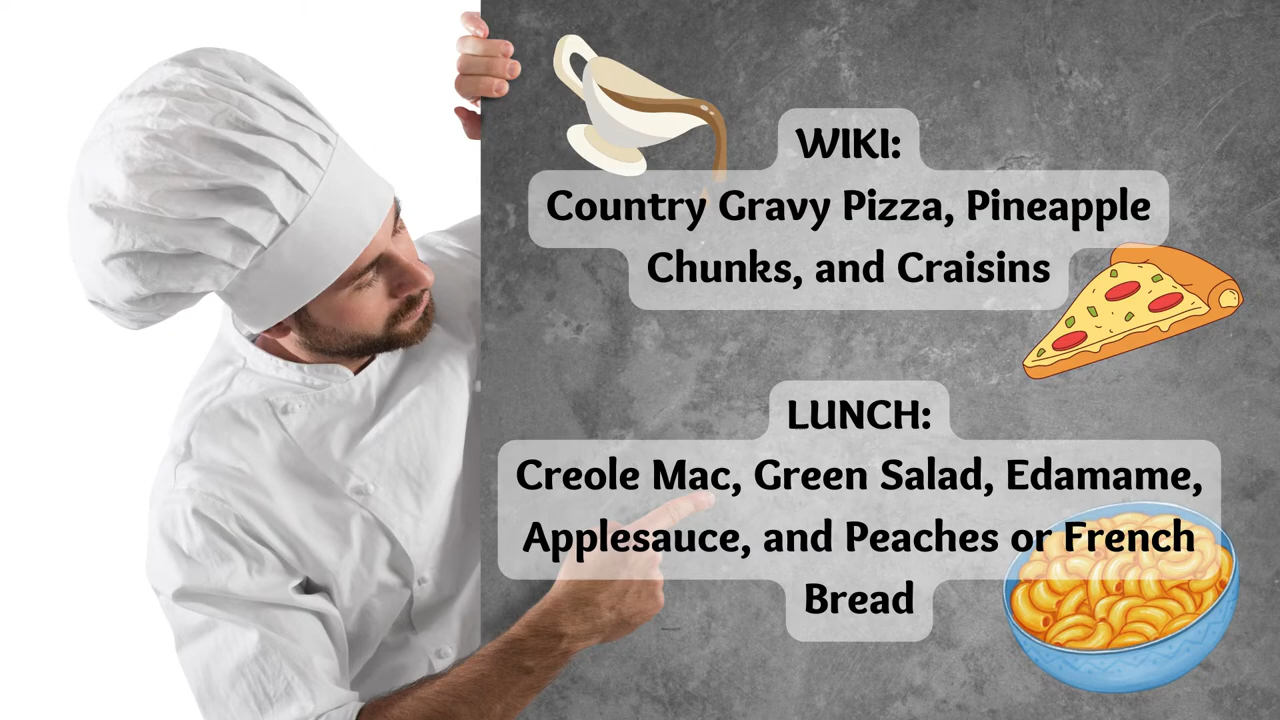 WIKI:
Country Gravy Pizza, Pineapple
Chunks, and Craisins
LUNCH:
Creole Mac, Green Salad, Edamame,
Applesauce, and Peaches or French
Bread